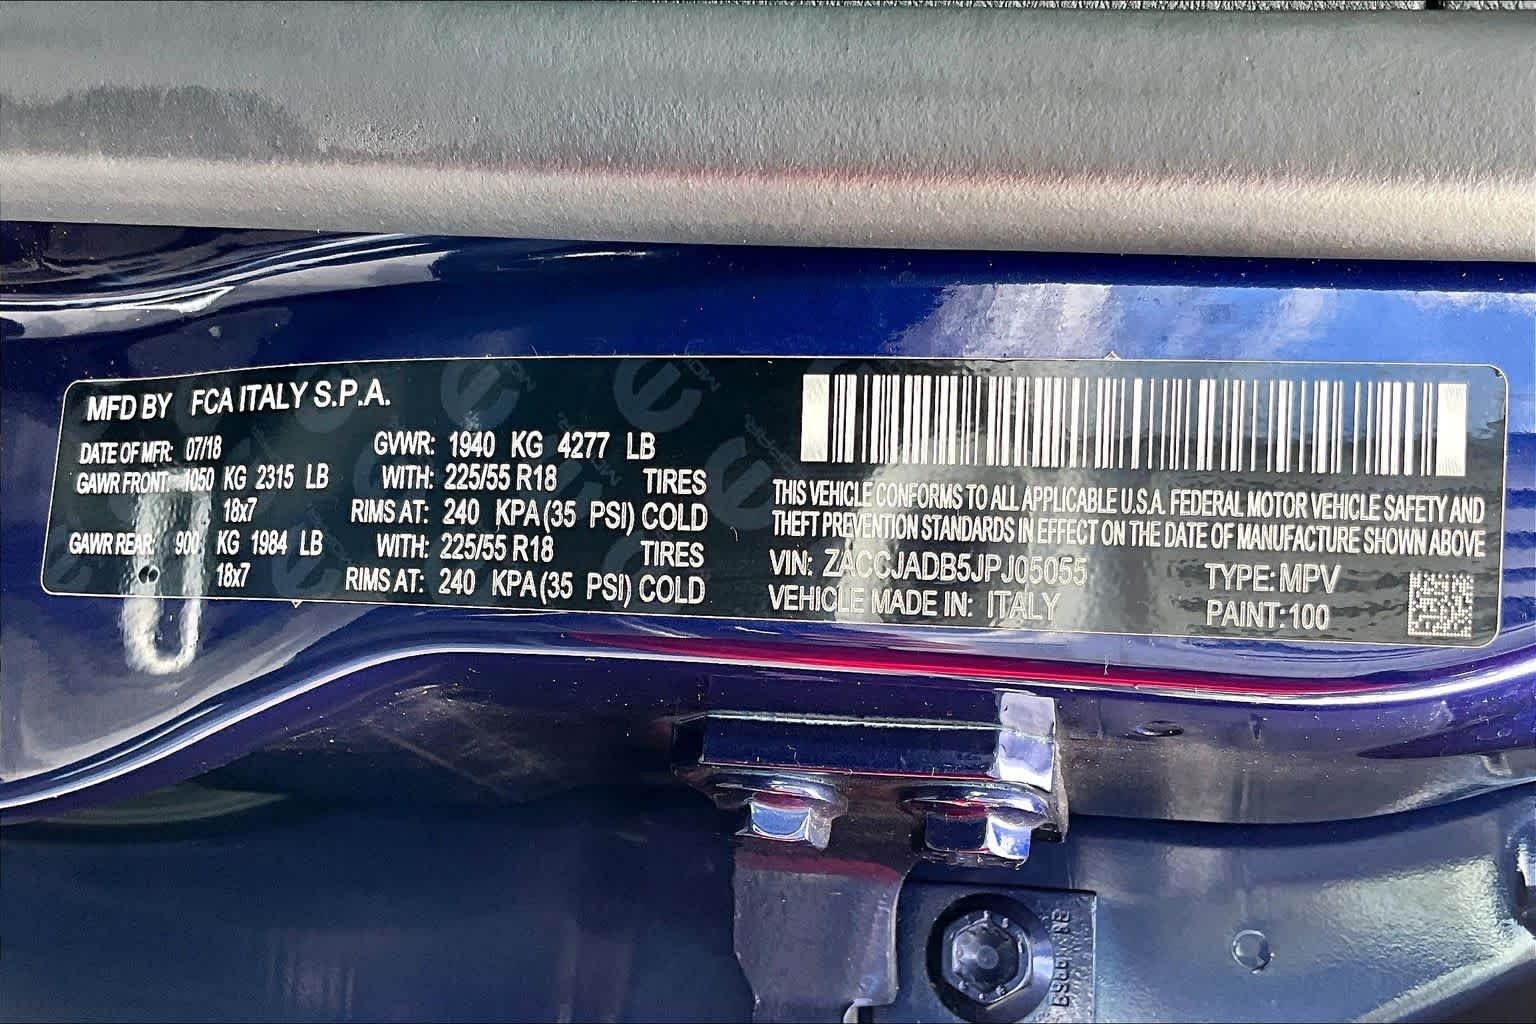 MFD BY FCA ITALY S.P.A.
DATE OF MFR: 07/18 GVWR: 1940 KG 4277 LB
GAWR FRONT: 1050 KG 2315 LB WITH: 225/55 R18 TIRES
18x7 RIMS AT: 240 KPA (35 PSI) COLD
GAWR REAR: 900 KG 1984 LB WITH: 225/55 R18 TIRES
18x7 RIMS AT: 240 KPA (35 PSI) COLD
THIS VEHICLE CONFORMS TO ALL APPLICABLE U.S.A. FEDERAL MOTOR VEHICLE SAFETY AND
THEFT PREVENTION STANDARDS IN EFFECT ON THE DATE OF MANUFACTURE SHOWN ABOVE
VIN: ZACCJADB5JPJ05055 TYPE: MPV
VEHICLE MADE IN: ITALY PAINT: 100